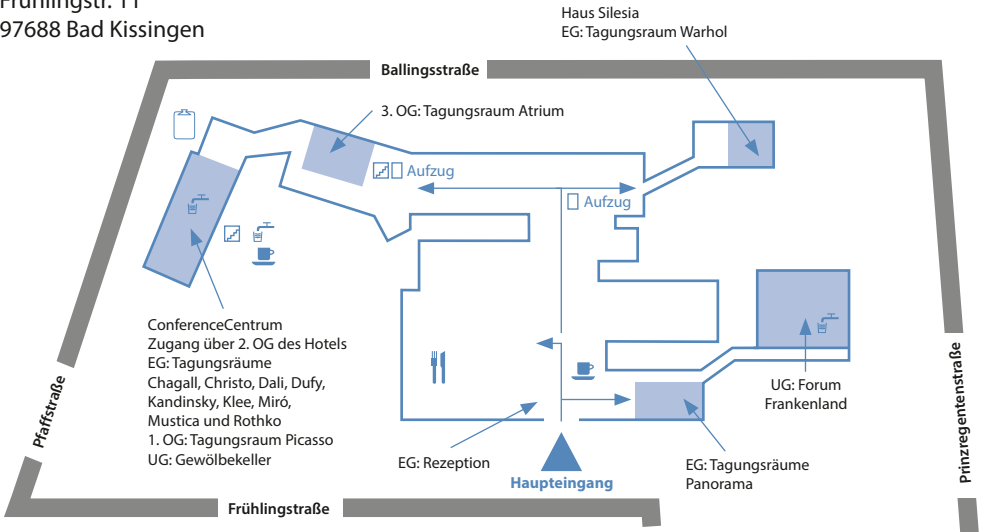 Frühlingstr. 11
97688 Bad Kissingen
Haus Silesia
EG: Tagungsraum Warhol
Ballingsstraße
3. OG: Tagungsraum Atrium
Aufzug
Aufzug
ConferenceCentrum
Zugang über 2. OG des Hotels
EG: Tagungsräume
Chagall, Christo, Dali, Dufy,
Kandinsky, Klee, Miró,
Mustica und Rothko
1. OG: Tagungsraum Picasso
UG: Gewölbekeller
Pfaffstraße
EG: Rezeption
Haupteingang
UG: Forum
Frankenland
EG: Tagungsräume
Panorama
Prinzregentenstraße
Frühlingstraße